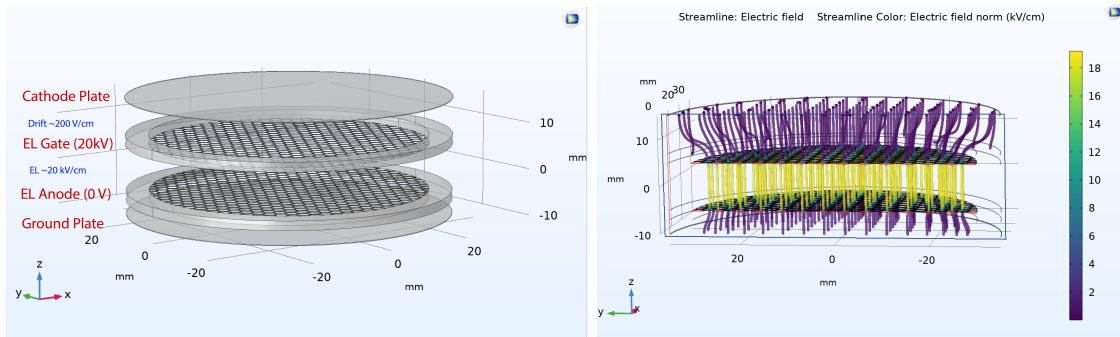 Cathode Plate
Drift ~200 V/cm
EL Gate (20kV)
EL ~20 kV/cm
EL Anode (0 V)
Ground Plate
10
0
mm
-10
20
0
-20
mm
-20
0
20
mm
z
y
x
Streamline: Electric field Streamline Color: Electric field norm (kV/cm)
mm
30
20
0
10
mm
0
-10
20
0
-20
mm
z
y
x
18
16
14
12
10
8
6
4
2